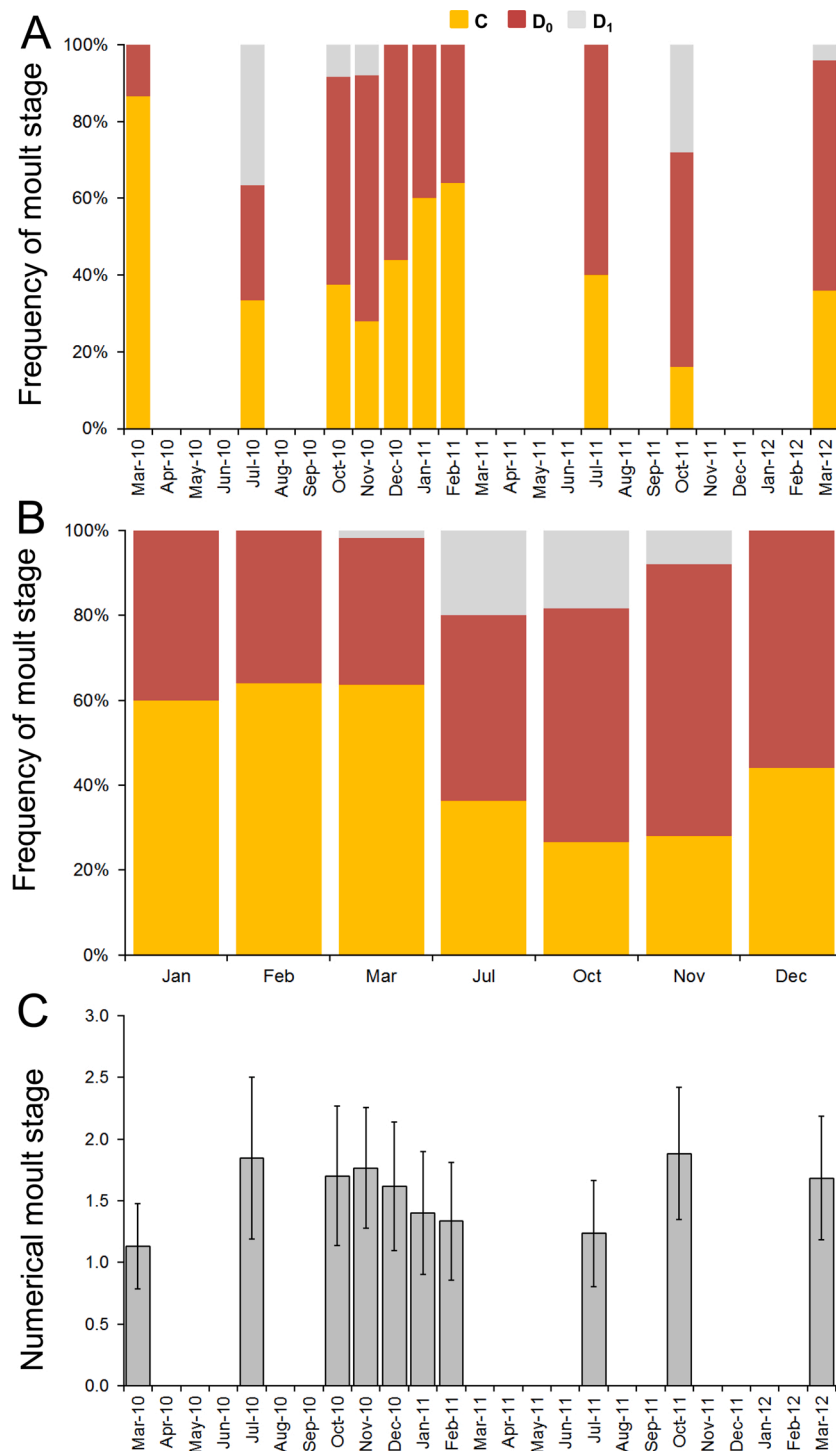 A
C D₀ D₁
Frequency of moult stage
100%
80%
60%
40%
20%
0%
Mar-10 Apr-10 May-10 Jun-10 Jul-10 Aug-10 Sep-10 Oct-10 Nov-10 Dec-10 Jan-11 Feb-11 Mar-11 Apr-11 May-11 Jun-11 Jul-11 Aug-11 Sep-11 Oct-11 Nov-11 Dec-11 Jan-12 Feb-12 Mar-12
B
Frequency of moult stage
100%
80%
60%
40%
20%
0%
Jan Feb Mar Jul Oct Nov Dec
C
Numerical moult stage
3.0
2.5
2.0
1.5
1.0
0.5
0.0
Mar-10 Apr-10 May-10 Jun-10 Jul-10 Aug-10 Sep-10 Oct-10 Nov-10 Dec-10 Jan-11 Feb-11 Mar-11 Apr-11 May-11 Jun-11 Jul-11 Aug-11 Sep-11 Oct-11 Nov-11 Dec-11 Jan-12 Feb-12 Mar-12